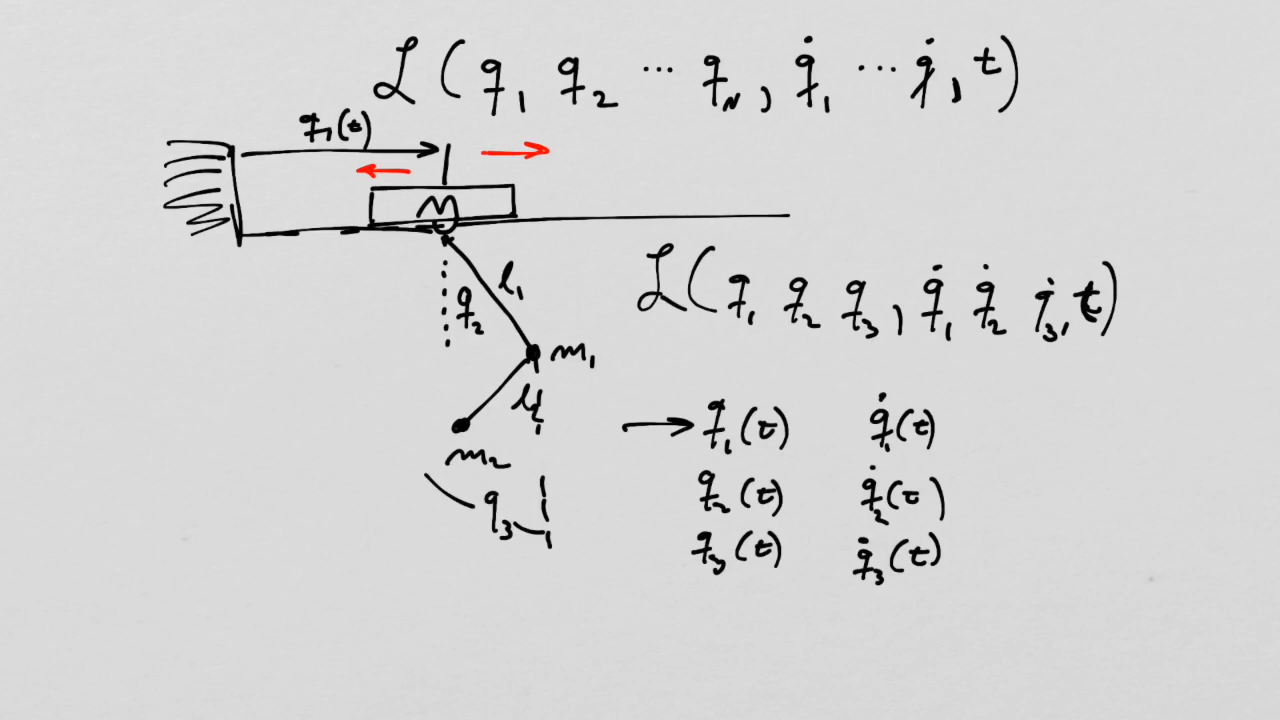 ℒ(q₁ q₂ ⋯ q_N, q̇₁ ⋯ q̇, t)
q₁(t)
M
l₁
q₂
ℒ(q₁ q₂ q₃, q̇₁ q̇₂ q̇₃, t)
m₁
l₂
m₂
q₃
→ q₁(t) q̇₁(t)
q₂(t) q̇₂(t)
q₃(t) q̇₃(t)